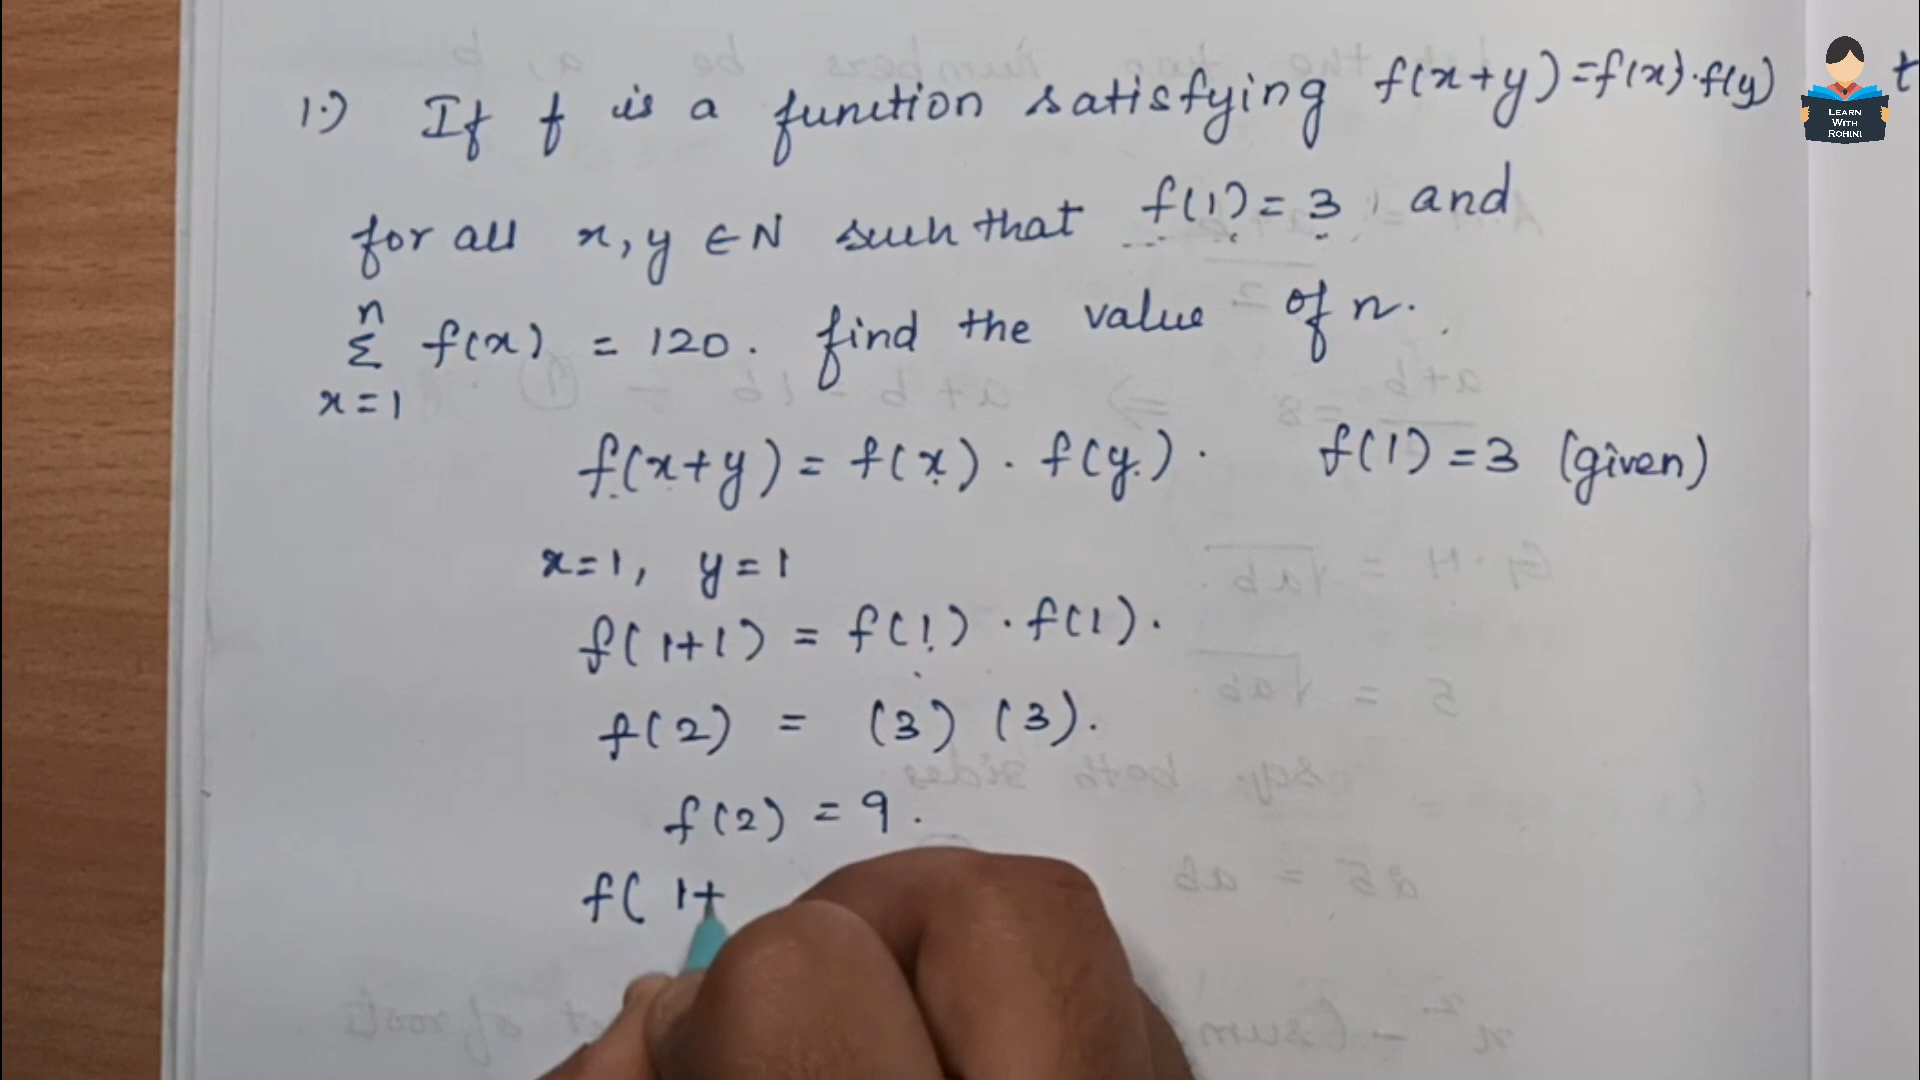 1.) If f is a function satisfying f(x+y)=f(x).f(y) t
for all x, y ∈ N such that f(1) = 3, and
n
Σ f(x) = 120. find the value of n.
x=1
f(x+y) = f(x) . f(y). f(1) = 3 (given)
x=1, y=1
f(1+1) = f(1) . f(1).
f(2) = (3) (3).
f(2) = 9.
f( 1+
LEARN
WITH
ROHINI